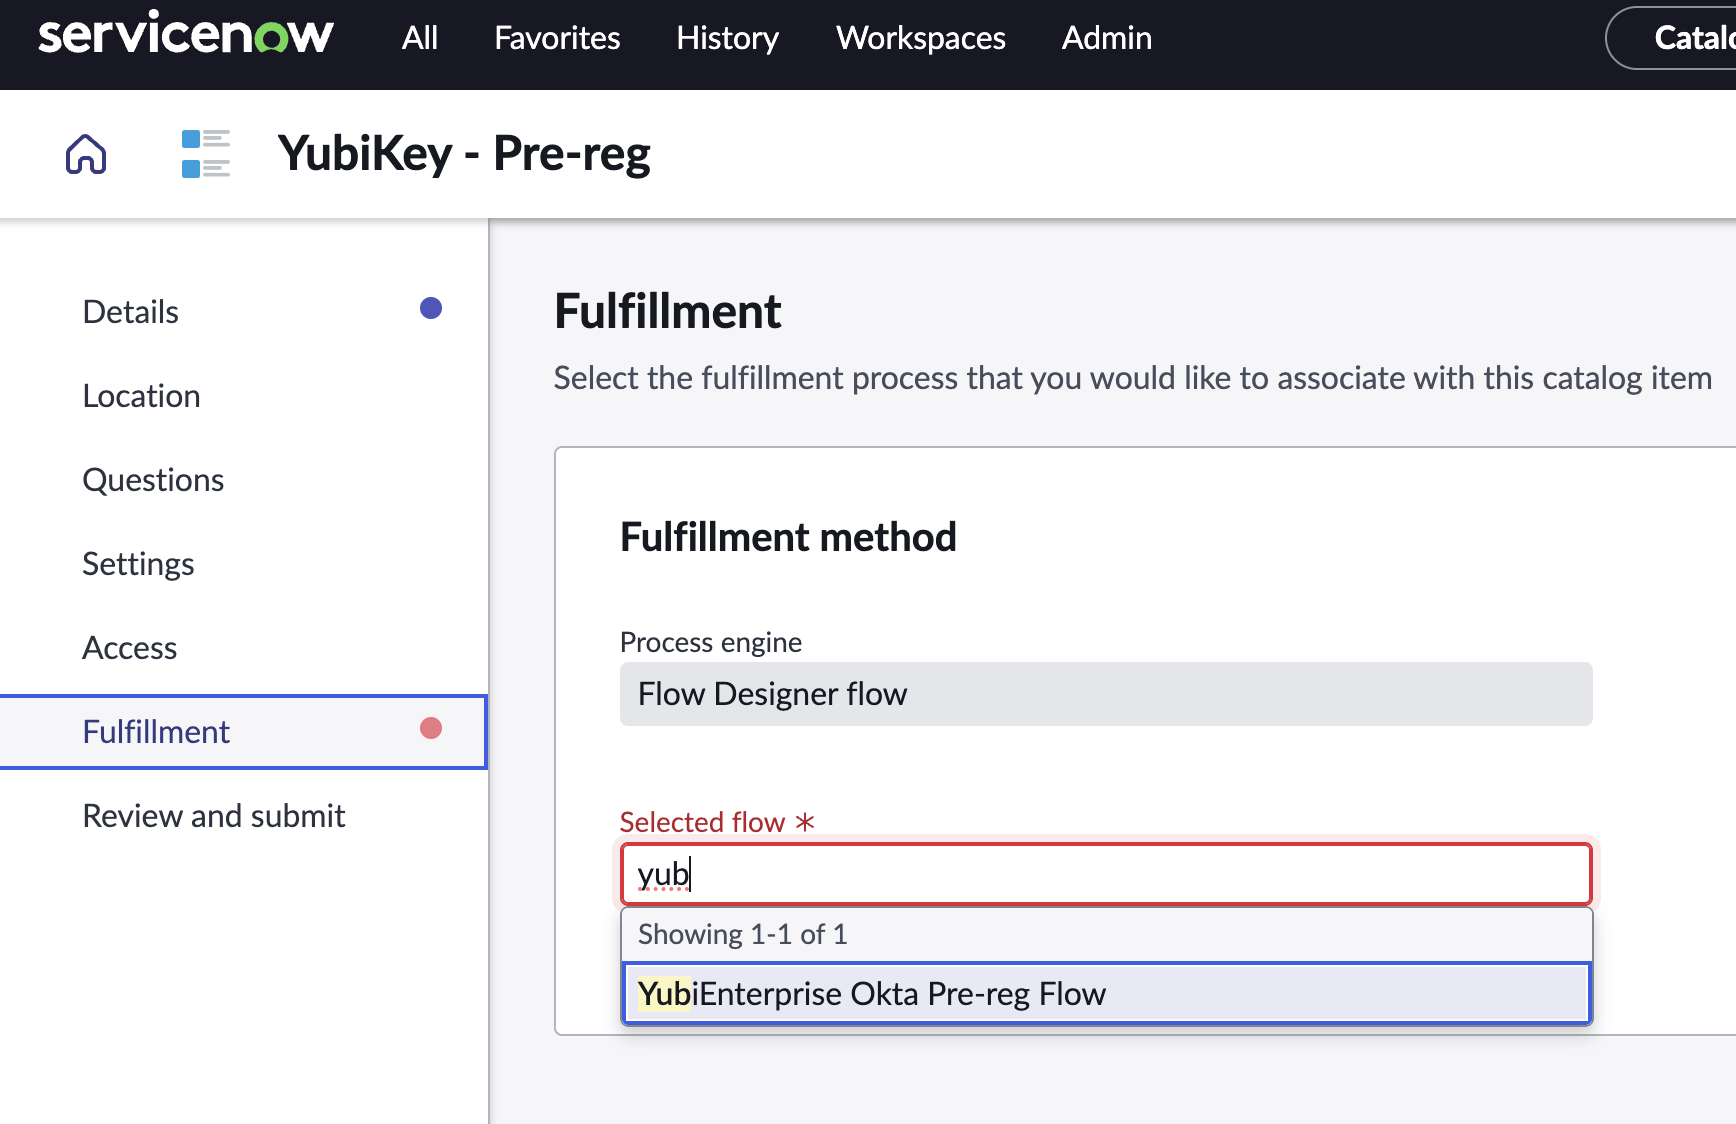 servicenow All Favorites History Workspaces Admin Catalo
YubiKey - Pre-reg
Details
Location
Questions
Settings
Access
Fulfillment
Review and submit
Fulfillment
Select the fulfillment process that you would like to associate with this catalog item
Fulfillment method
Process engine
Flow Designer flow
Selected flow *
yub
Showing 1-1 of 1
YubiEnterprise Okta Pre-reg Flow